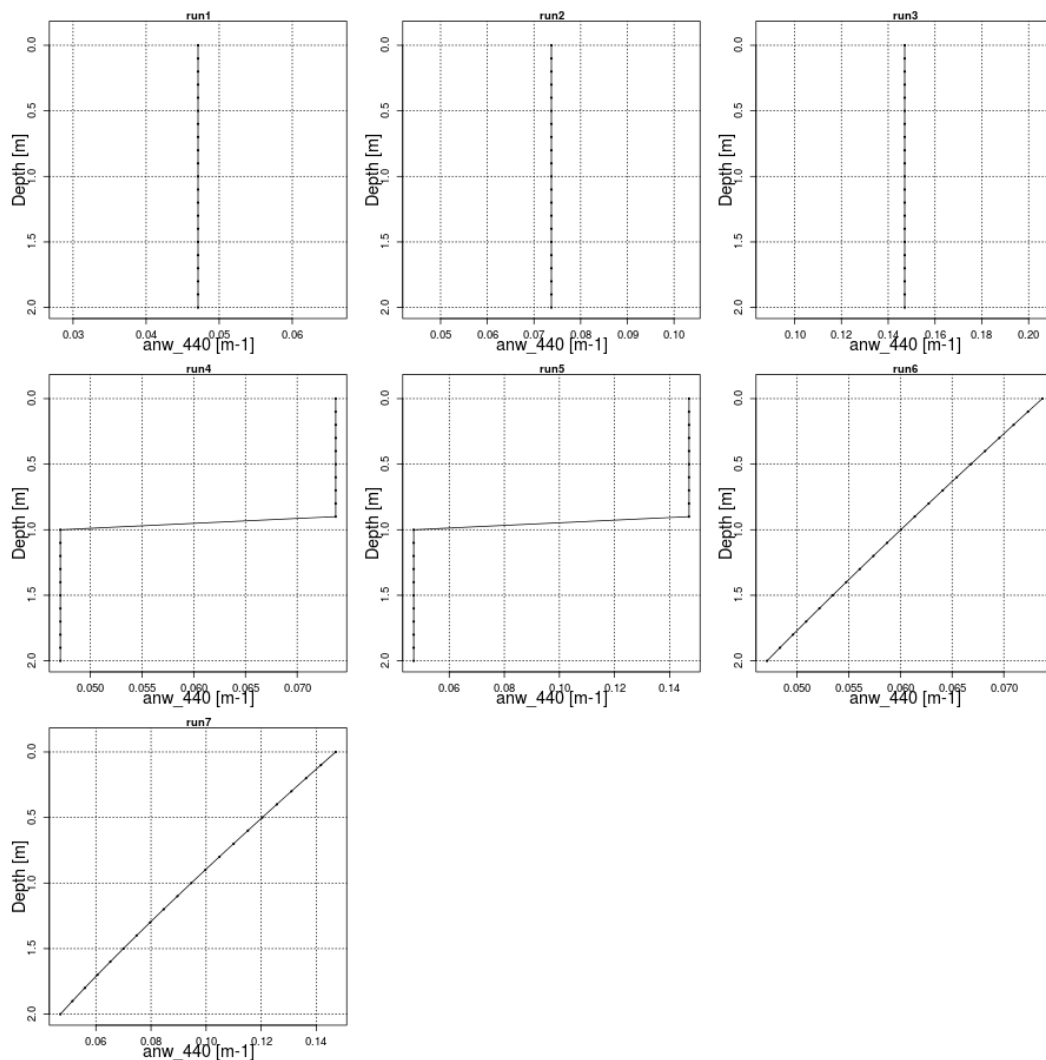 run1
0.0
0.5
1.0
1.5
2.0
Depth [m]
0.03 0.04 0.05 0.06
anw_440 [m-1]
run2
0.0
0.5
1.0
1.5
2.0
Depth [m]
0.05 0.06 0.07 0.08 0.09 0.10
anw_440 [m-1]
run3
0.0
0.5
1.0
1.5
2.0
Depth [m]
0.10 0.12 0.14 0.16 0.18 0.20
anw_440 [m-1]
run4
0.0
0.5
1.0
1.5
2.0
Depth [m]
0.050 0.055 0.060 0.065 0.070
anw_440 [m-1]
run5
0.0
0.5
1.0
1.5
2.0
Depth [m]
0.06 0.08 0.10 0.12 0.14
anw_440 [m-1]
run6
0.0
0.5
1.0
1.5
2.0
Depth [m]
0.050 0.055 0.060 0.065 0.070
anw_440 [m-1]
run7
0.0
0.5
1.0
1.5
2.0
Depth [m]
0.06 0.08 0.10 0.12 0.14
anw_440 [m-1]